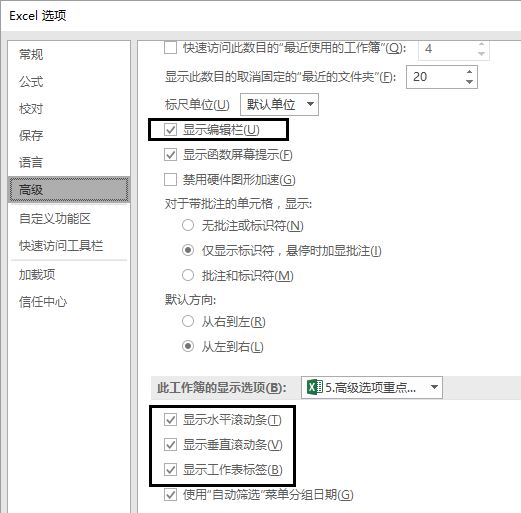 Excel 选项
常规
公式
校对
保存
语言
高级
自定义功能区
快速访问工具栏
加载项
信任中心
快速访问此数目的“最近使用的工作簿”(Q): 4
显示此数目的取消固定的“最近的文件夹”(F): 20
标尺单位(U) 默认单位
显示编辑栏(U)
显示函数屏幕提示(F)
禁用硬件图形加速(G)
对于带批注的单元格，显示:
无批注或标识符(N)
仅显示标识符，悬停时加显批注(I)
批注和标识符(M)
默认方向:
从右到左(R)
从左到右(L)
此工作簿的显示选项(B): 5.高级选项重点...
显示水平滚动条(T)
显示垂直滚动条(V)
显示工作表标签(B)
使用“自动筛选”菜单分组日期(G)